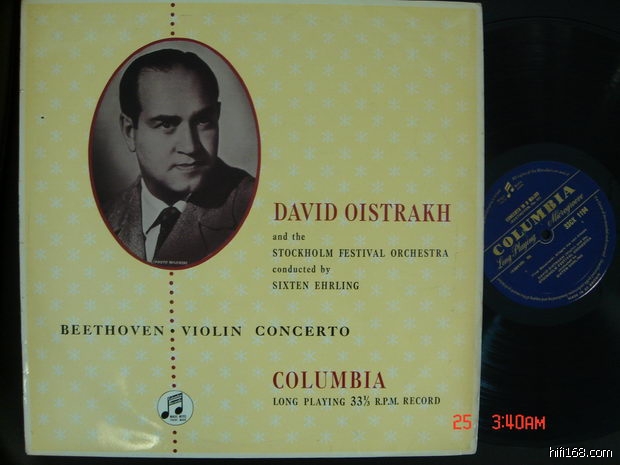 DAVID OISTRAKH
and the
STOCKHOLM FESTIVAL ORCHESTRA
conducted by
SIXTEN EHRLING
BEETHOVEN · VIOLIN CONCERTO
COLUMBIA
LONG PLAYING 33⅓ R.P.M. RECORD
COLUMBIA
Long Playing Microgroove
25 3:40AM
hifi168.com